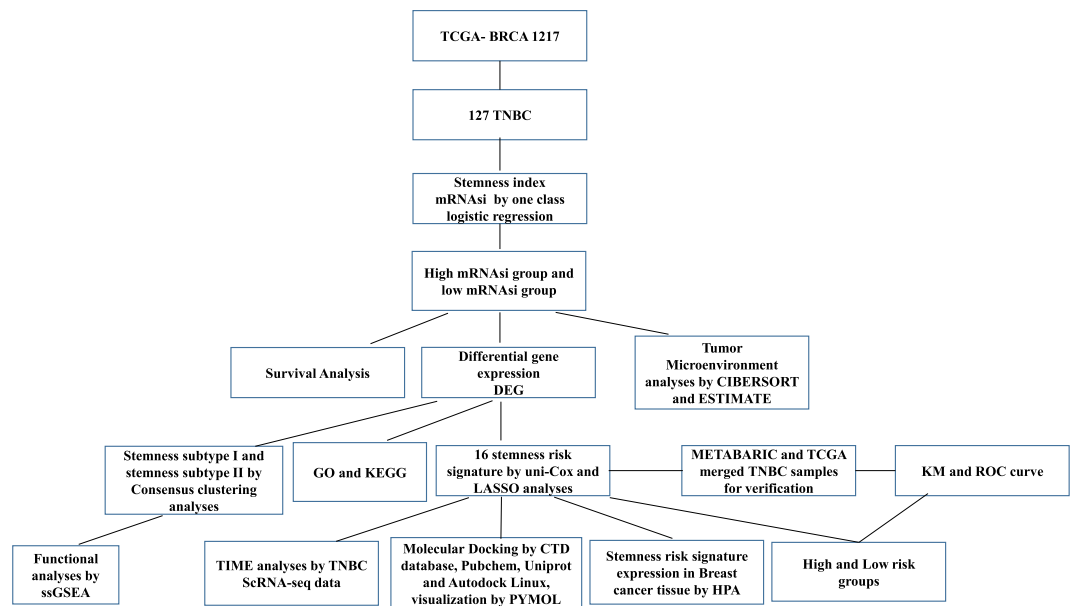 TCGA- BRCA 1217
127 TNBC
Stemness index
mRNAsi by one class
logistic regression
High mRNAsi group and
low mRNAsi group
Survival Analysis
Differential gene
expression
DEG
Tumor
Microenvironment
analyses by CIBERSORT
and ESTIMATE
Stemness subtype I and
stemness subtype II by
Consensus clustering
analyses
GO and KEGG
16 stemness risk
signature by uni-Cox and
LASSO analyses
METABARIC and TCGA
merged TNBC samples
for verification
KM and ROC curve
Functional
analyses by
ssGSEA
TIME analyses by TNBC
ScRNA-seq data
Molecular Docking by CTD
database, Pubchem, Uniprot
and Autodock Linux,
visualization by PYMOL
Stemness risk signature
expression in Breast
cancer tissue by HPA
High and Low risk
groups